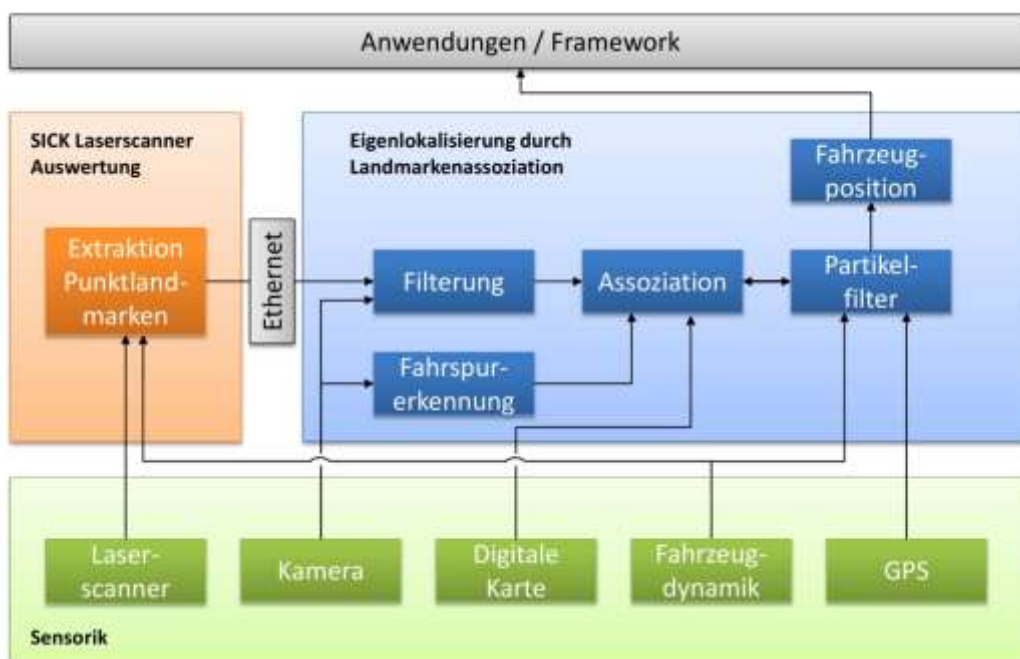 Anwendungen / Framework
SICK Laserscanner
Auswertung
Eigenlokalisierung durch
Landmarkenassoziation
Fahrzeug-
position
Extraktion
Punktland-
marken
Ethernet
Filterung
Assoziation
Partikel-
filter
Fahrspur-
erkennung
Laser-
scanner
Kamera
Digitale
Karte
Fahrzeug-
dynamik
GPS
Sensorik